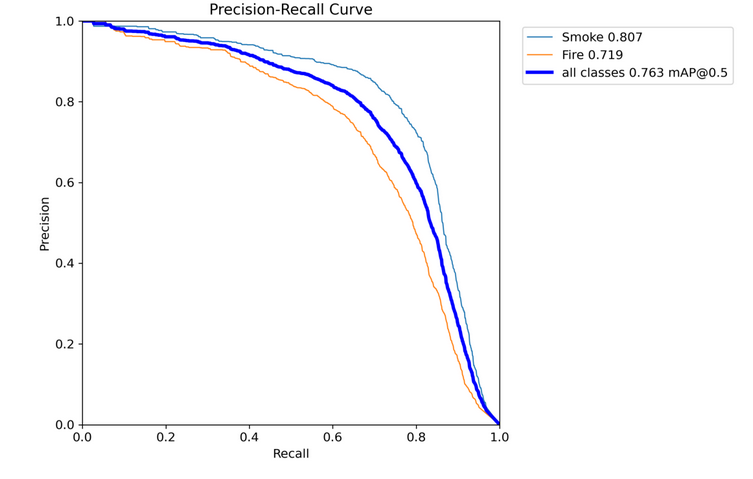 Precision-Recall Curve
Smoke 0.807
Fire 0.719
all classes 0.763 mAP@0.5
Precision
1.0
0.8
0.6
0.4
0.2
0.0
0.0 0.2 0.4 0.6 0.8 1.0
Recall